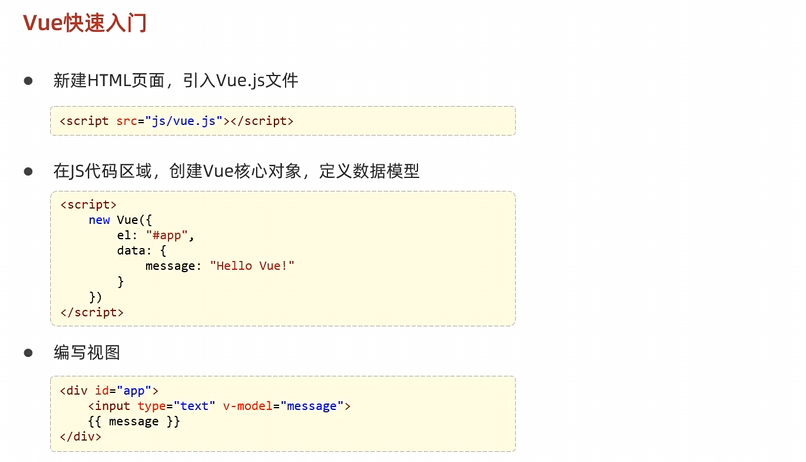 Vue快速入门
● 新建HTML页面，引入Vue.js文件
<script src="js/vue.js"></script>
● 在JS代码区域，创建Vue核心对象，定义数据模型
<script>
    new Vue({
        el: "#app",
        data: {
            message: "Hello Vue!"
        }
    })
</script>
● 编写视图
<div id="app">
    <input type="text" v-model="message">
    {{ message }}
</div>